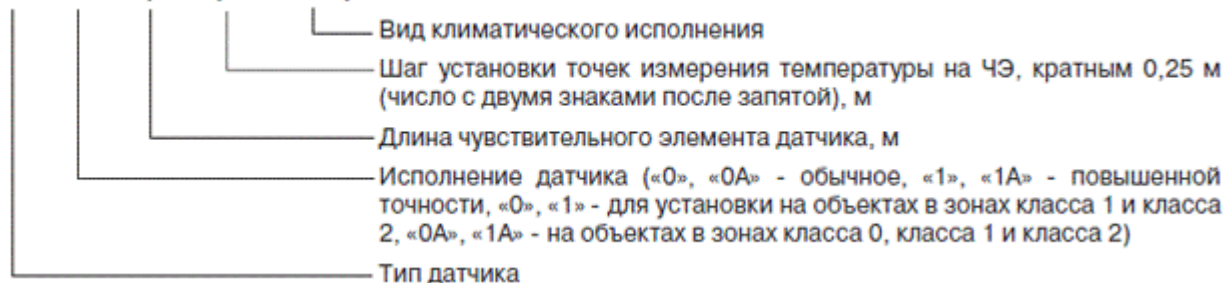 Вид климатического исполнения
Шаг установки точек измерения температуры на ЧЭ, кратным 0,25 м
(число с двумя знаками после запятой), м
Длина чувствительного элемента датчика, м
Исполнение датчика («0», «0А» - обычное, «1», «1А» - повышенной
точности, «0», «1» - для установки на объектах в зонах класса 1 и класса
2, «0А», «1А» - на объектах в зонах класса 0, класса 1 и класса 2)
Тип датчика